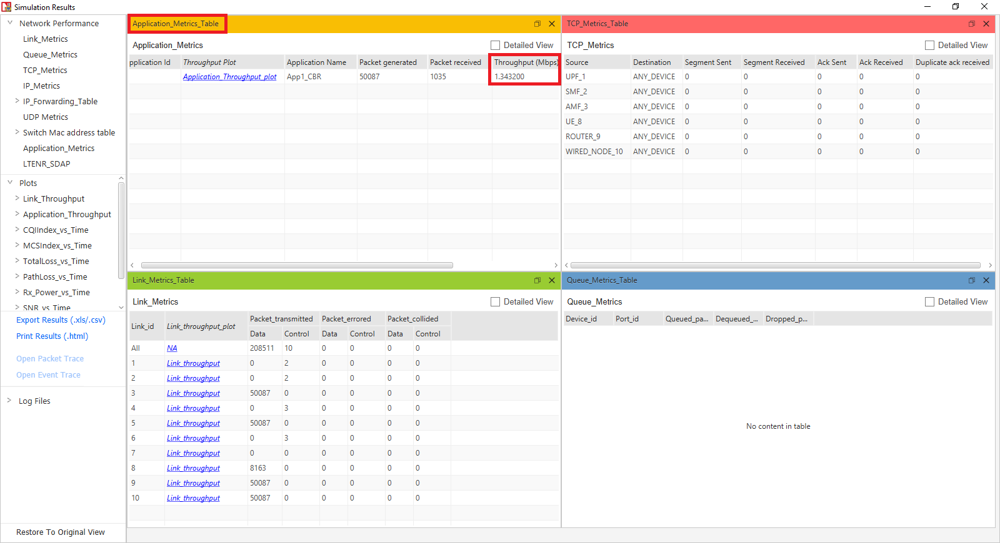 Simulation Results
Network Performance
Link_Metrics
Queue_Metrics
TCP_Metrics
IP_Metrics
IP_Forwarding_Table
UDP Metrics
Switch Mac address table
Application_Metrics
LTENR_SDAP
Plots
Link_Throughput
Application_Throughput
CQIIndex_vs_Time
MCSIndex_vs_Time
TotalLoss_vs_Time
PathLoss_vs_Time
Rx_Power_vs_Time
SNR_vs_Time
Export Results (.xls/.csv)
Print Results (.html)
Open Packet Trace
Open Event Trace
Log Files
Restore To Original View
Application_Metrics_Table
Application_Metrics Detailed View
pplication Id Throughput Plot Application Name Packet generated Packet received Throughput (Mbps)
Application_Throughput_plot App1_CBR 50087 1035 1.343200
TCP_Metrics_Table
TCP_Metrics Detailed View
Source Destination Segment Sent Segment Received Ack Sent Ack Received Duplicate ack received
UPF_1 ANY_DEVICE 0 0 0 0 0
SMF_2 ANY_DEVICE 0 0 0 0 0
AMF_3 ANY_DEVICE 0 0 0 0 0
UE_8 ANY_DEVICE 0 0 0 0 0
ROUTER_9 ANY_DEVICE 0 0 0 0 0
WIRED_NODE_10 ANY_DEVICE 0 0 0 0 0
Link_Metrics_Table
Link_Metrics Detailed View
Link_id Link_throughput_plot Packet_transmitted Packet_errored Packet_collided
Data Control Data Control Data Control
All NA 208511 10 0 0 0 0
1 Link_throughput 0 2 0 0 0 0
2 Link_throughput 0 2 0 0 0 0
3 Link_throughput 50087 0 0 0 0 0
4 Link_throughput 0 3 0 0 0 0
5 Link_throughput 50087 0 0 0 0 0
6 Link_throughput 0 3 0 0 0 0
7 Link_throughput 0 0 0 0 0 0
8 Link_throughput 8163 0 0 0 0 0
9 Link_throughput 50087 0 0 0 0 0
10 Link_throughput 50087 0 0 0 0 0
Queue_Metrics_Table
Queue_Metrics Detailed View
Device_id Port_id Queued_pa... Dequeued_... Dropped_p...
No content in table